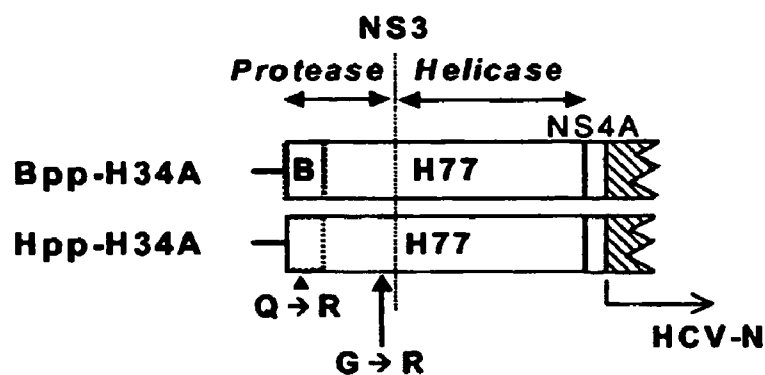 NS3
Protease Helicase
NS4A
Bpp-H34A B H77
Hpp-H34A H77
Q → R
HCV-N
G → R